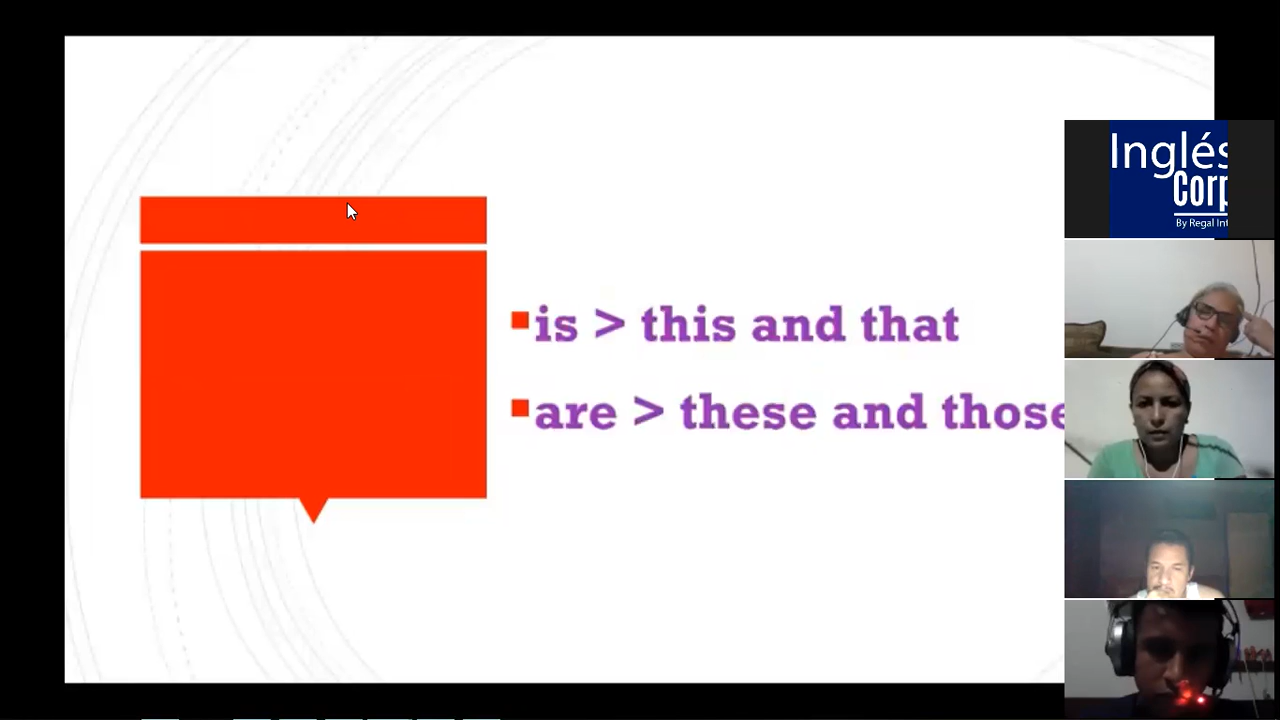 is > this and that
are > these and those
Inglés
Corp
By Regal Int